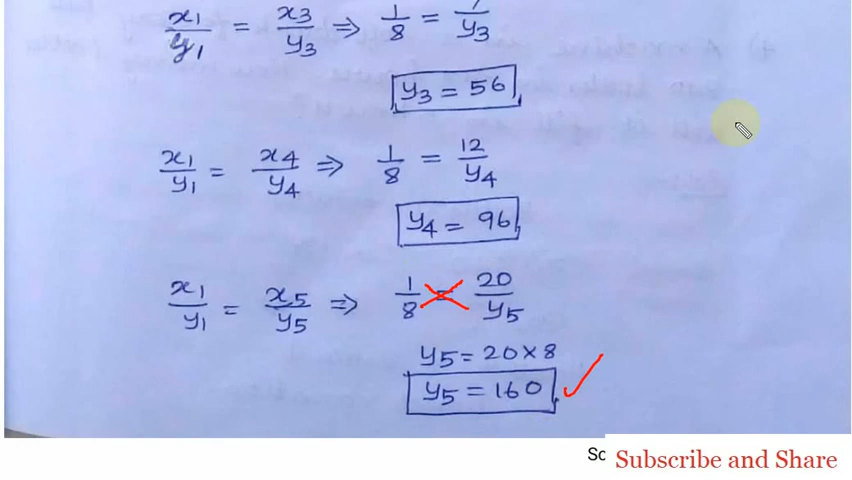 x₁/y₁ = x₃/y₃ ⇒ 1/8 = 7/y₃
y₃ = 56
x₁/y₁ = x₄/y₄ ⇒ 1/8 = 12/y₄
y₄ = 96
x₁/y₁ = x₅/y₅ ⇒ 1/8 = 20/y₅
y₅ = 20 × 8
y₅ = 160
Subscribe and Share